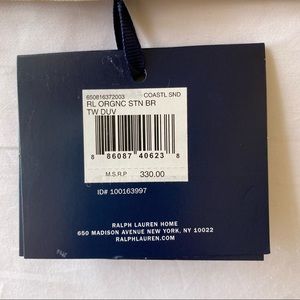 650816372003 COASTL SND
RL ORGNC STN BR
TW DUV
8 86087 40623 8
M.S.R.P 330.00
ID# 100163997
RALPH LAUREN HOME
650 MADISON AVENUE NEW YORK, NY 10022
RALPHLAUREN.COM